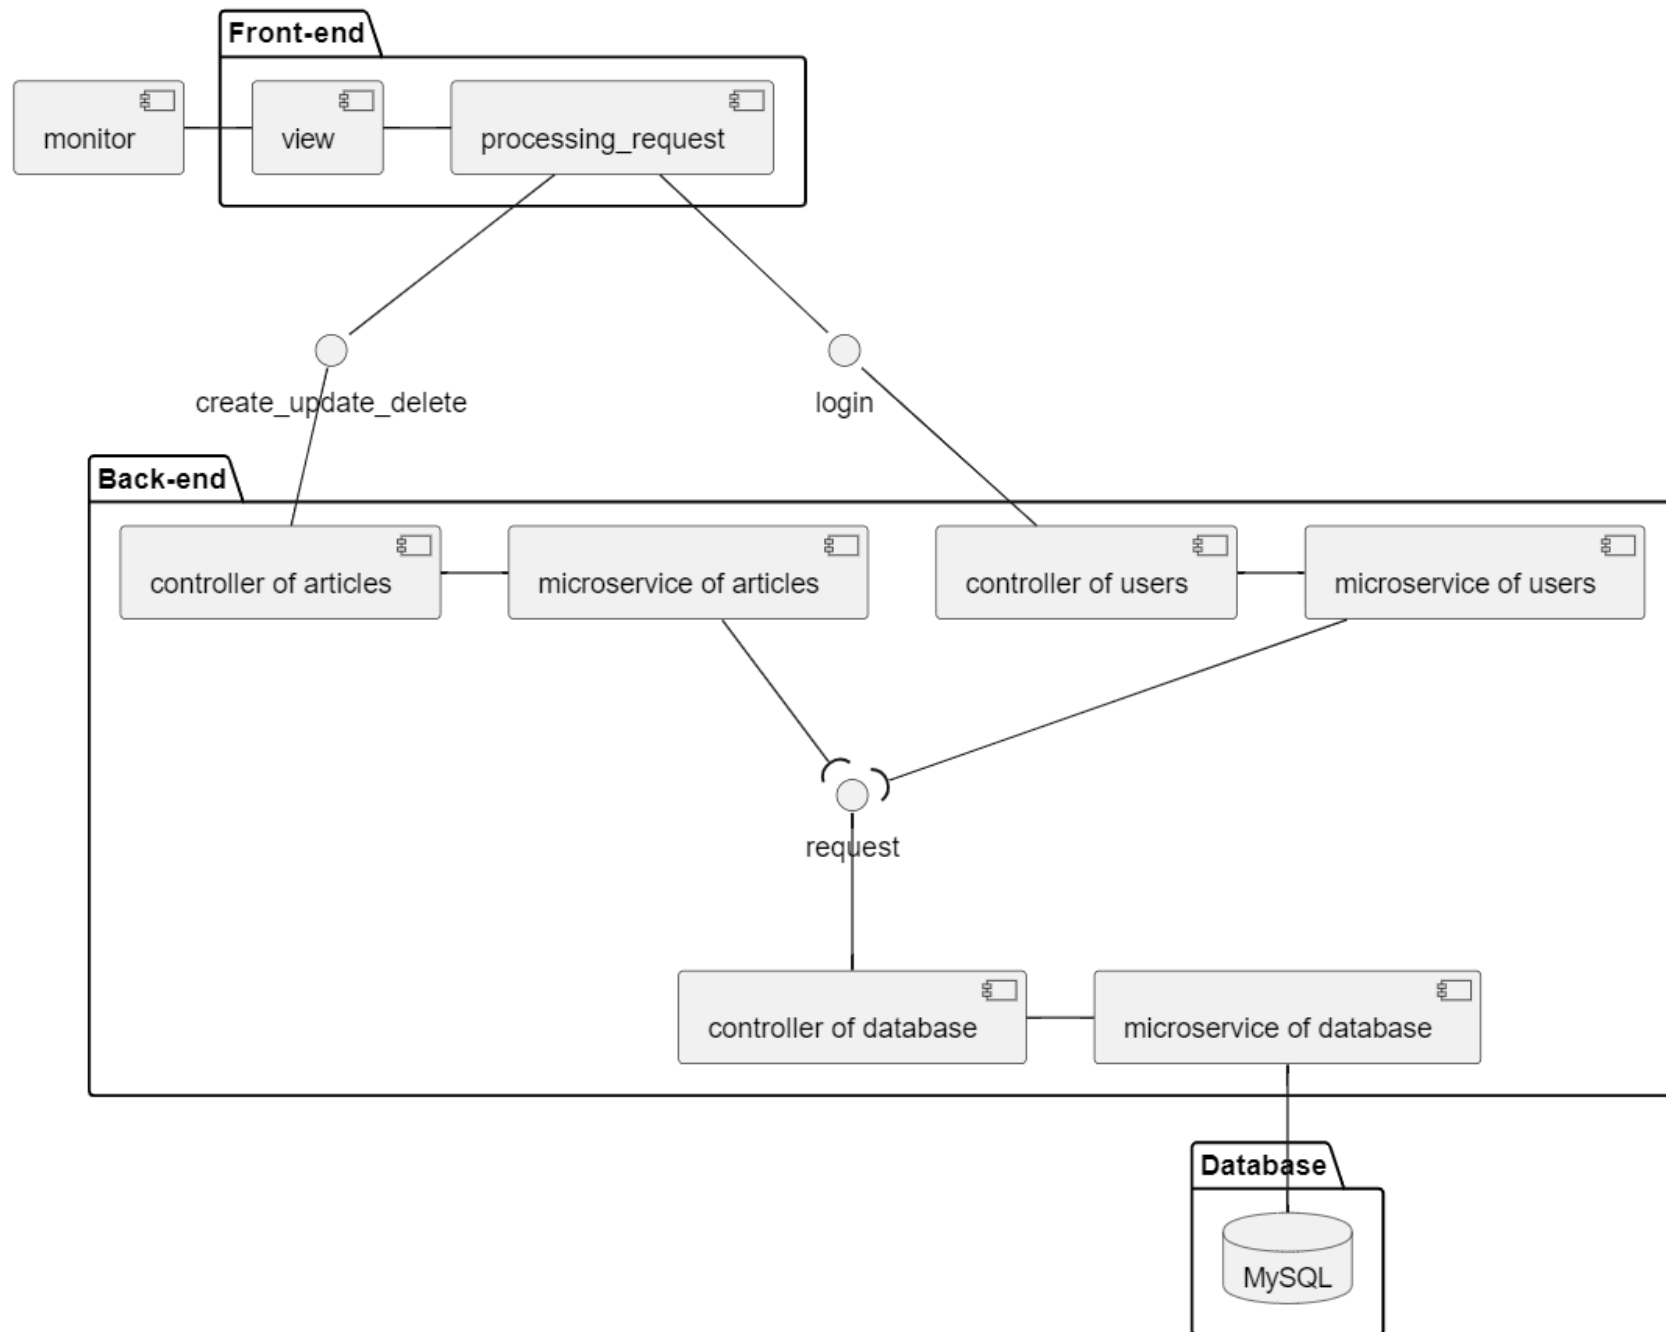 Front-end
monitor
view
processing_request
create_update_delete
login
Back-end
controller of articles
microservice of articles
controller of users
microservice of users
request
controller of database
microservice of database
Database
MySQL